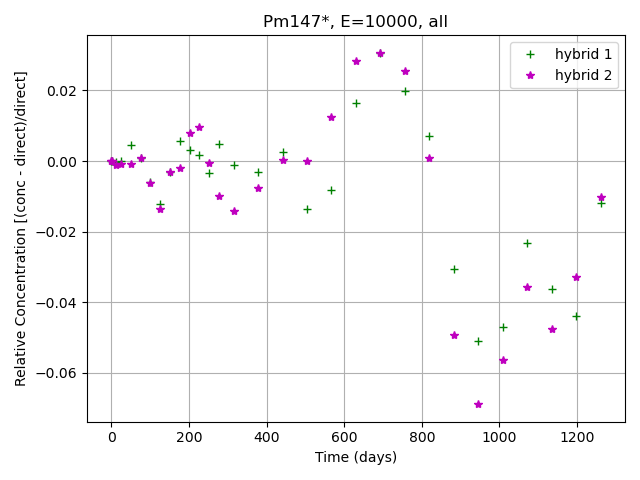 Pm147*, E=10000, all
hybrid 1
hybrid 2
Relative Concentration [(conc - direct)/direct]
0.02
0.00
−0.02
−0.04
−0.06
0 200 400 600 800 1000 1200
Time (days)